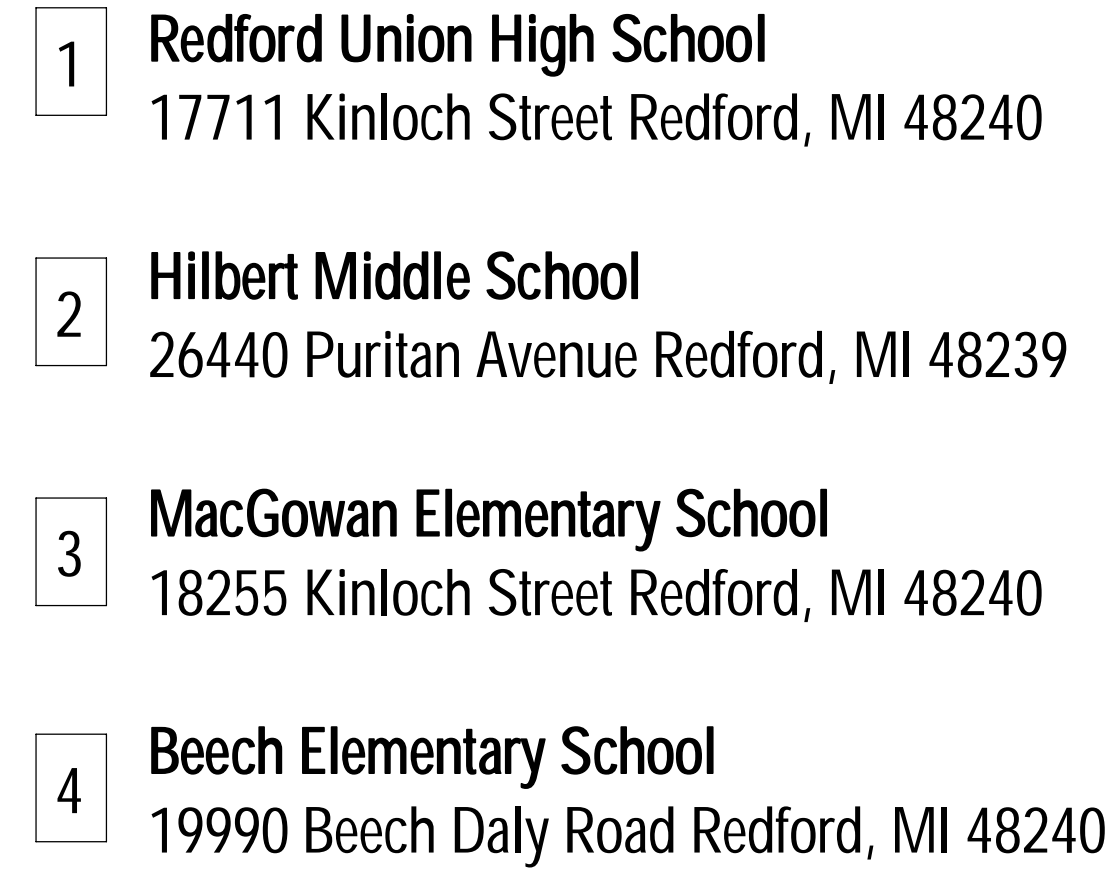 1
Redford Union High School
17711 Kinloch Street Redford, MI 48240
2
Hilbert Middle School
26440 Puritan Avenue Redford, MI 48239
3
MacGowan Elementary School
18255 Kinloch Street Redford, MI 48240
4
Beech Elementary School
19990 Beech Daly Road Redford, MI 48240